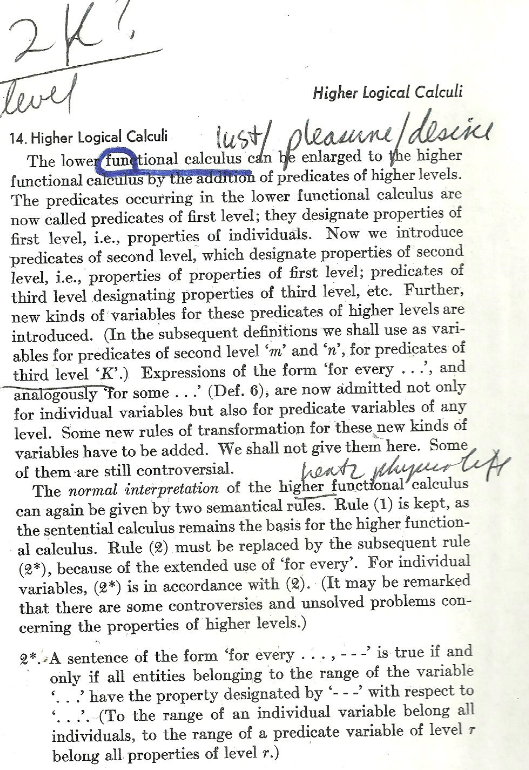 2K?
level
Higher Logical Calculi
14. Higher Logical Calculi
lust/ pleasure/desire
The lower functional calculus can be enlarged to the higher
functional calculus by the addition of predicates of higher levels.
The predicates occurring in the lower functional calculus are
now called predicates of first level; they designate properties of
first level, i.e., properties of individuals. Now we introduce
predicates of second level, which designate properties of second
level, i.e., properties of properties of first level; predicates of
third level designating properties of third level, etc. Further,
new kinds of variables for these predicates of higher levels are
introduced. (In the subsequent definitions we shall use as vari-
ables for predicates of second level ‘m’ and ‘n’, for predicates of
third level ‘K’.) Expressions of the form ‘for every . . .’, and
analogously ‘for some . . .’ (Def. 6), are now admitted not only
for individual variables but also for predicate variables of any
level. Some new rules of transformation for these new kinds of
variables have to be added. We shall not give them here. Some
of them are still controversial.
The normal interpretation of the higher functional calculus
can again be given by two semantical rules. Rule (1) is kept, as
the sentential calculus remains the basis for the higher function-
al calculus. Rule (2) must be replaced by the subsequent rule
(2*), because of the extended use of ‘for every’. For individual
variables, (2*) is in accordance with (2). (It may be remarked
that there are some controversies and unsolved problems con-
cerning the properties of higher levels.)
2*. A sentence of the form ‘for every . . . , - - -’ is true if and
only if all entities belonging to the range of the variable
‘. . .’ have the property designated by ‘- - -’ with respect to
‘. . .’. (To the range of an individual variable belong all
individuals, to the range of a predicate variable of level r
belong all properties of level r.)